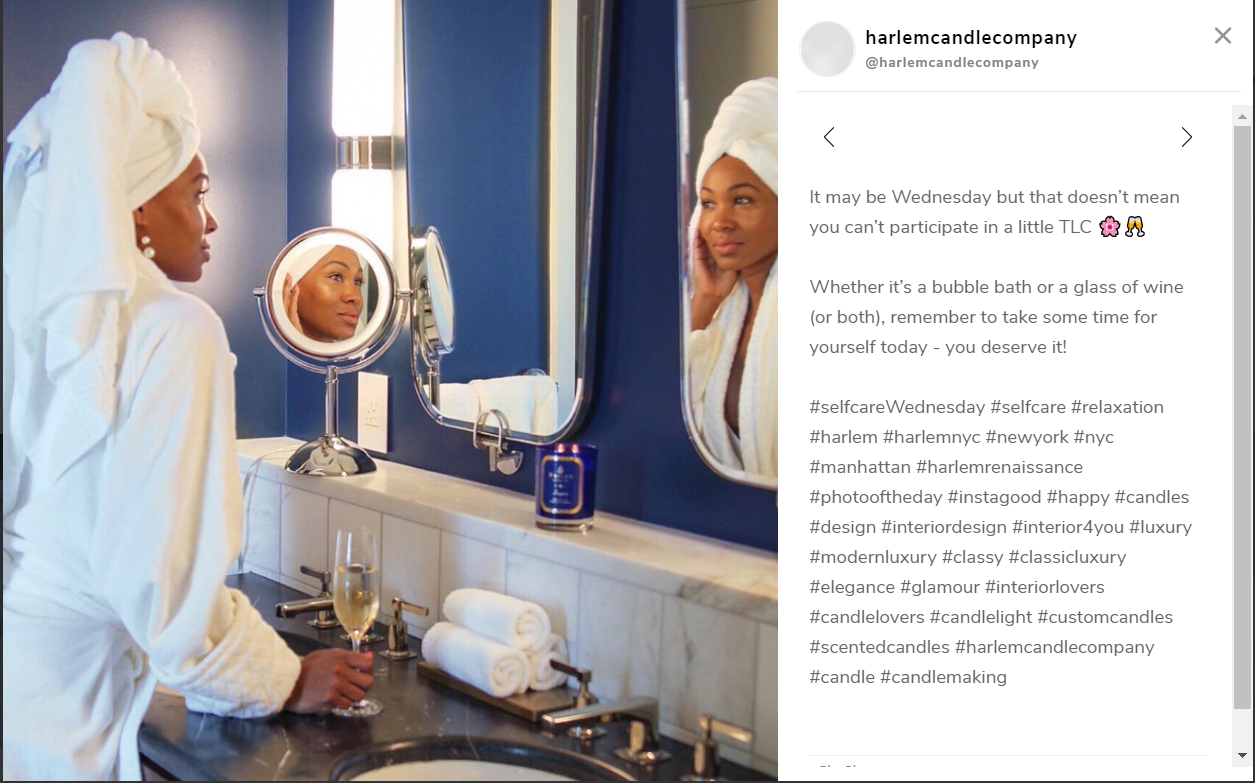 harlemcandlecompany
@harlemcandlecompany
It may be Wednesday but that doesn’t mean
you can’t participate in a little TLC 🌸🥂
Whether it’s a bubble bath or a glass of wine
(or both), remember to take some time for
yourself today - you deserve it!
#selfcareWednesday #selfcare #relaxation
#harlem #harlemnyc #newyork #nyc
#manhattan #harlemrenaissance
#photooftheday #instagood #happy #candles
#design #interiordesign #interior4you #luxury
#modernluxury #classy #classicluxury
#elegance #glamour #interiorlovers
#candlelovers #candlelight #customcandles
#scentedcandles #harlemcandlecompany
#candle #candlemaking